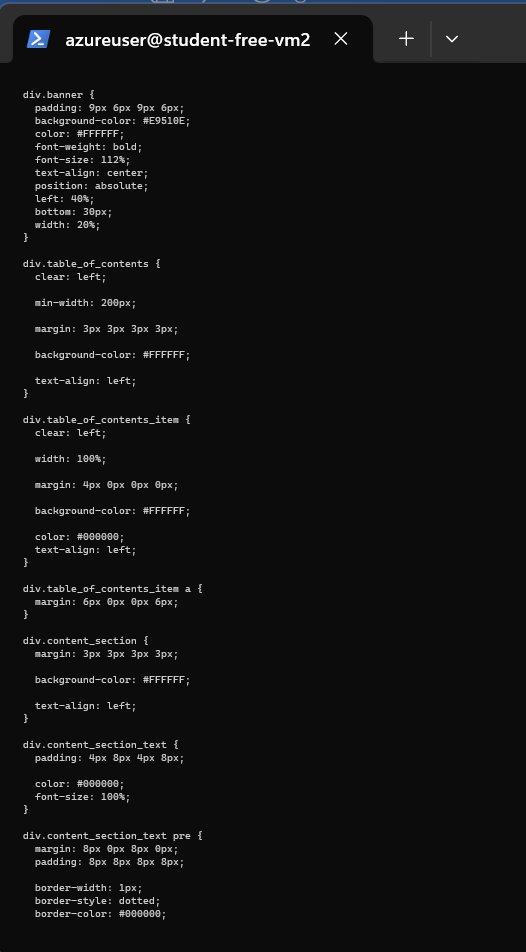 azureuser@student-free-vm2
div.banner {
padding: 9px 6px 9px 6px;
background-color: #E9510E;
color: #FFFFFF;
font-weight: bold;
font-size: 112%;
text-align: center;
position: absolute;
left: 40%;
bottom: 30px;
width: 20%;
}
div.table_of_contents {
clear: left;
min-width: 200px;
margin: 3px 3px 3px 3px;
background-color: #FFFFFF;
text-align: left;
}
div.table_of_contents_item {
clear: left;
width: 100%;
margin: 4px 0px 0px 0px;
background-color: #FFFFFF;
color: #000000;
text-align: left;
}
div.table_of_contents_item a {
margin: 6px 0px 0px 6px;
}
div.content_section {
margin: 3px 3px 3px 3px;
background-color: #FFFFFF;
text-align: left;
}
div.content_section_text {
padding: 4px 8px 4px 8px;
color: #000000;
font-size: 100%;
}
div.content_section_text pre {
margin: 8px 0px 8px 0px;
padding: 8px 8px 8px 8px;
border-width: 1px;
border-style: dotted;
border-color: #000000;